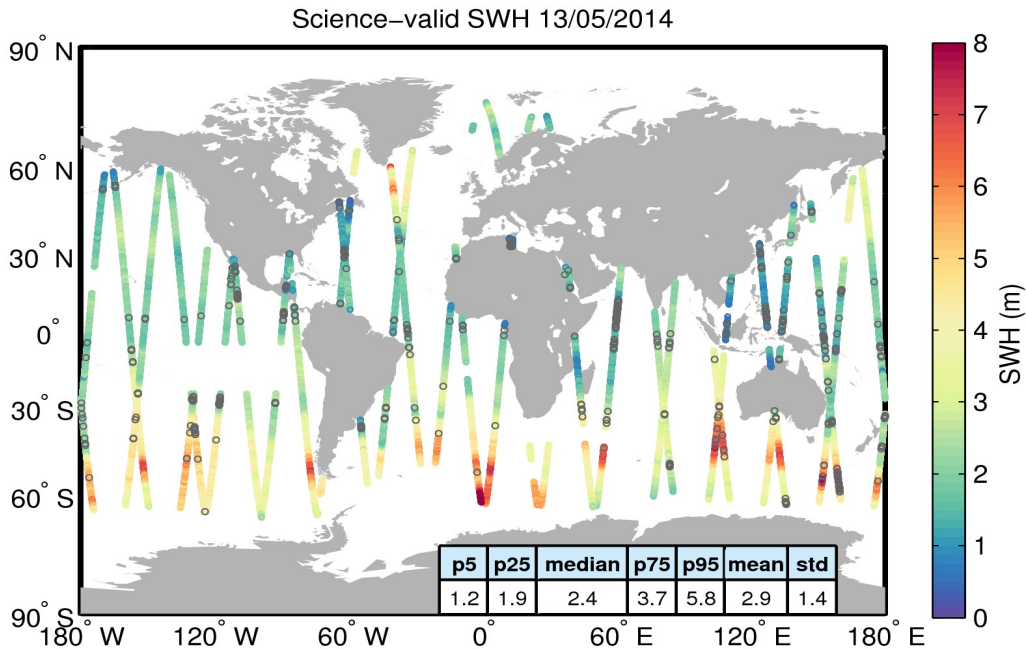 Science−valid SWH 13/05/2014
90° N
60° N
30° N
0°
30° S
60° S
90° S
180° W
120° W
60° W
0°
60° E
120° E
180° E
p5 p25 median p75 p95 mean std
1.2 1.9 2.4 3.7 5.8 2.9 1.4
8
7
6
5
4
3
2
1
0
SWH (m)